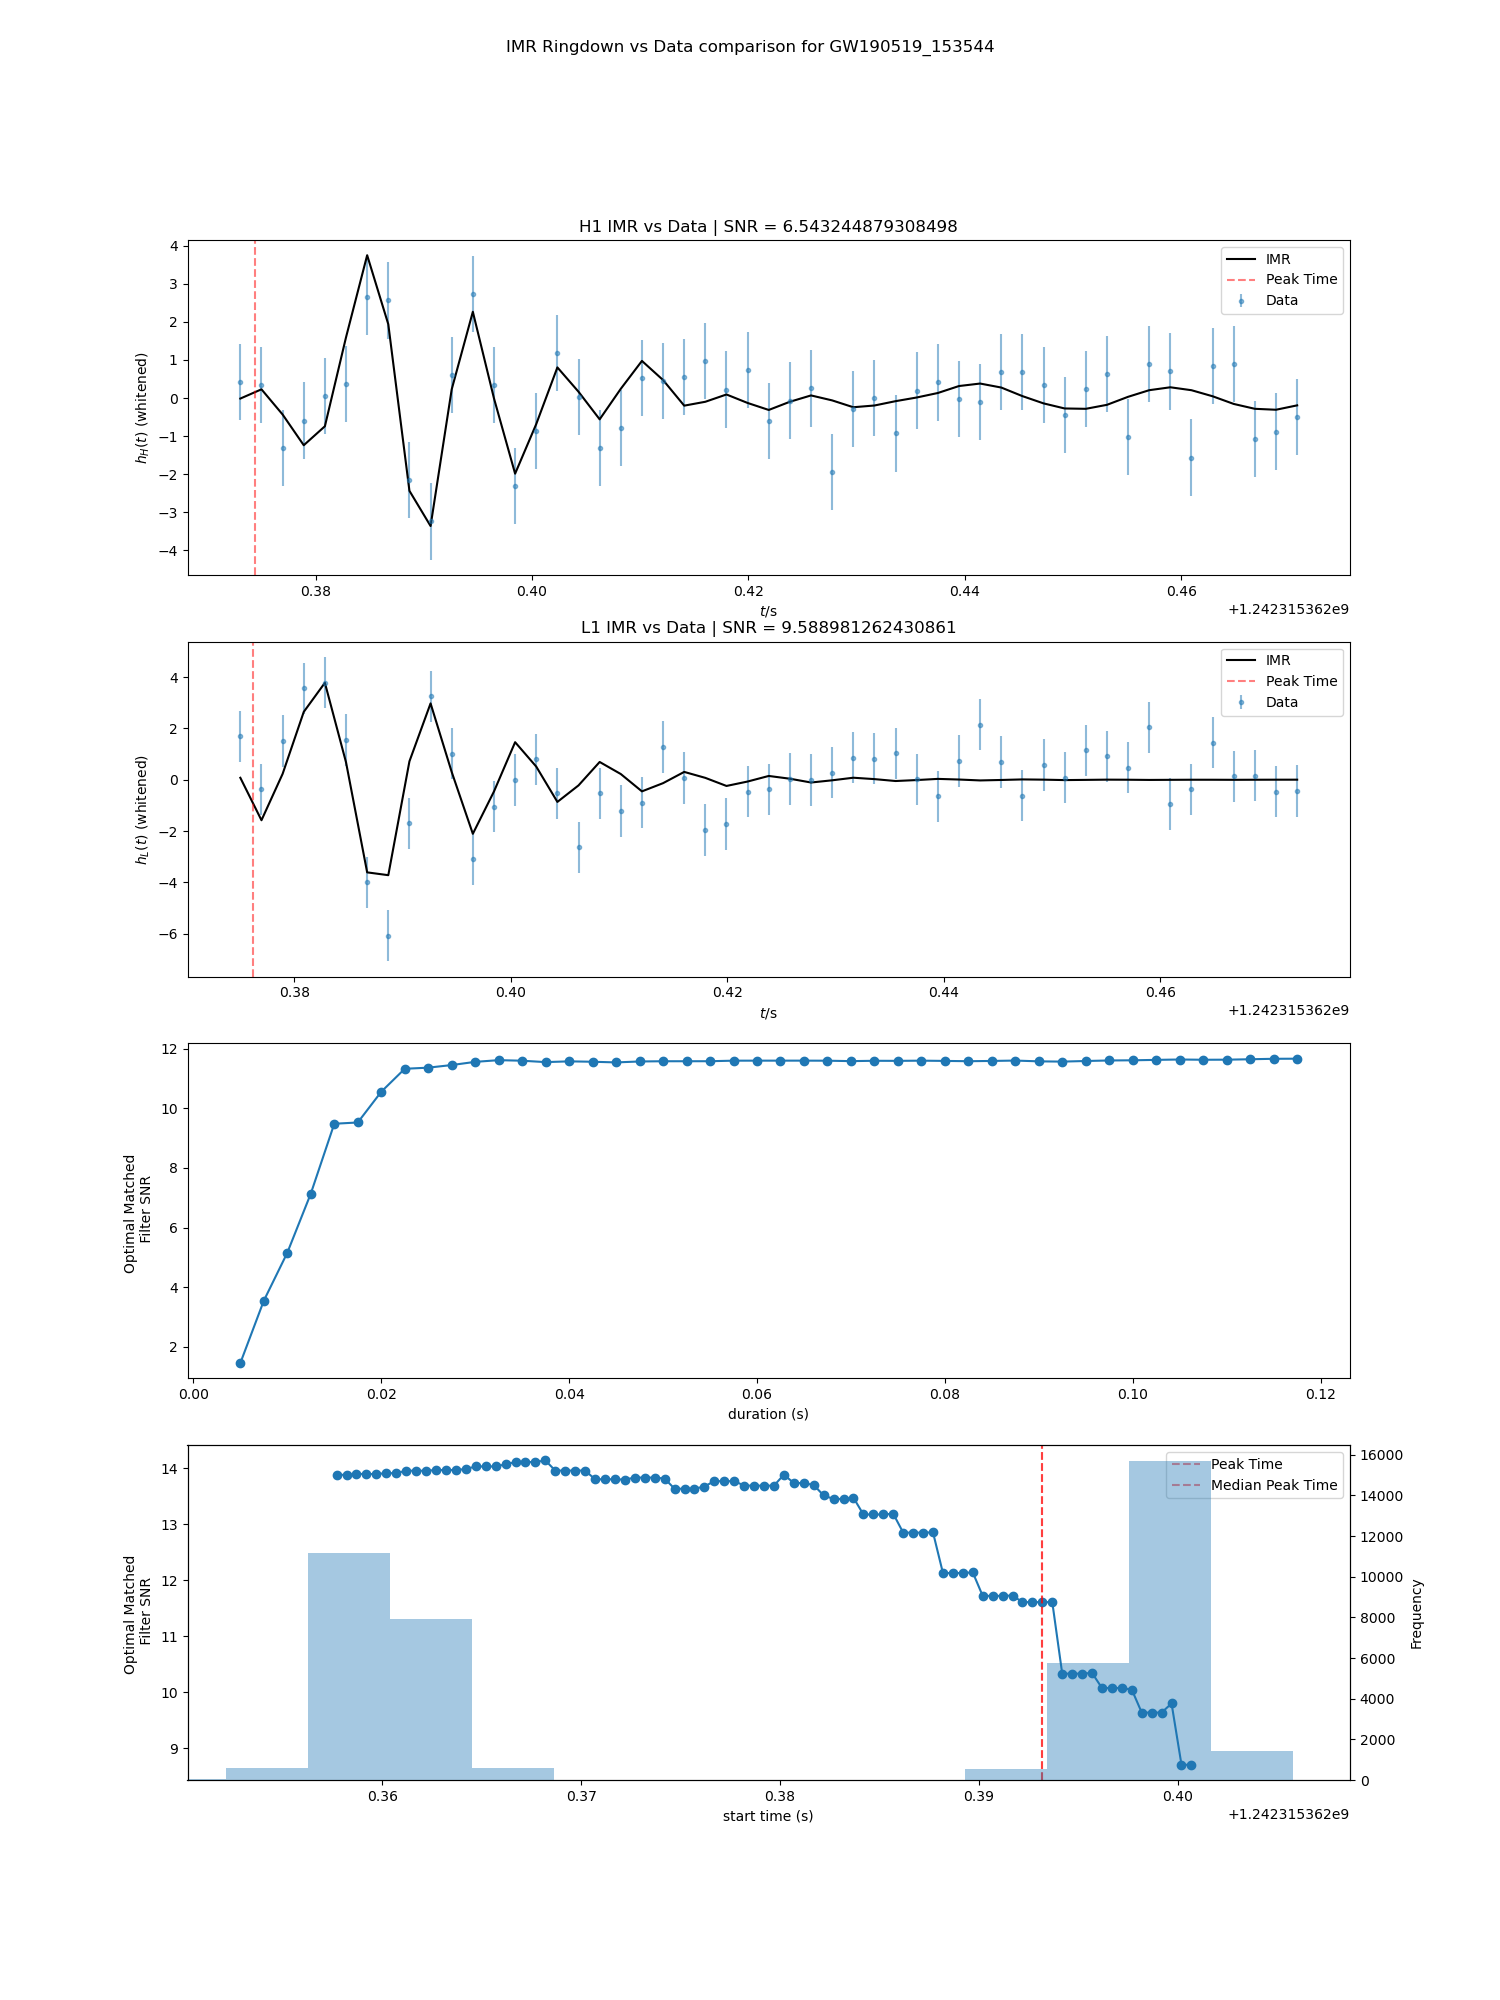 IMR Ringdown vs Data comparison for GW190519_153544
H1 IMR vs Data | SNR = 6.543244879308498
4
3
2
1
0
−1
−2
−3
−4
h_H(t) (whitened)
IMR
Peak Time
Data
0.38 0.40 0.42 0.44 0.46
t/s
+1.242315362e9
L1 IMR vs Data | SNR = 9.588981262430861
4
2
0
−2
−4
−6
h_L(t) (whitened)
IMR
Peak Time
Data
0.38 0.40 0.42 0.44 0.46
t/s
+1.242315362e9
12
10
8
6
4
2
Optimal Matched
Filter SNR
0.00 0.02 0.04 0.06 0.08 0.10 0.12
duration (s)
14
13
12
11
10
9
Optimal Matched
Filter SNR
Peak Time
Median Peak Time
16000
14000
12000
10000
8000
6000
4000
2000
0
Frequency
0.36 0.37 0.38 0.39 0.40
start time (s)
+1.242315362e9